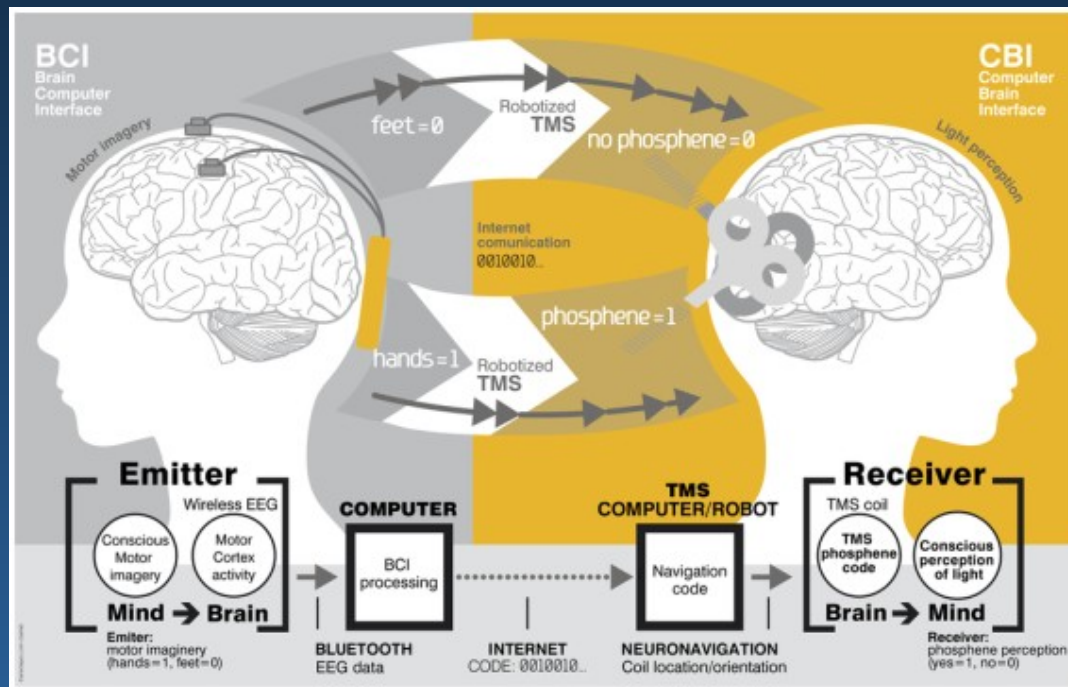 BCI
Brain
Computer
Interface
Motor imagery
feet=0
Robotized
TMS
no phosphene=0
CBI
Computer
Brain
Interface
Light perception
Internet
comunication
0010010..
hands=1
Robotized
TMS
phosphene=1
Emitter
Wireless EEG
Conscious
Motor
imagery
Motor
Cortex
activity
Mind
Brain
Emiter:
motor imaginery
(hands=1, feet=0)
COMPUTER
BCI
processing
BLUETOOTH
EEG data
INTERNET
CODE: 0010010..
TMS
COMPUTER/ROBOT
Navigation
code
NEURONAVIGATION
Coil location/orientation
Receiver
TMS coil
TMS
phosphene
code
Conscious
perception
of light
Brain
Mind
Receiver:
phosphene perception
(yes=1, no=0)